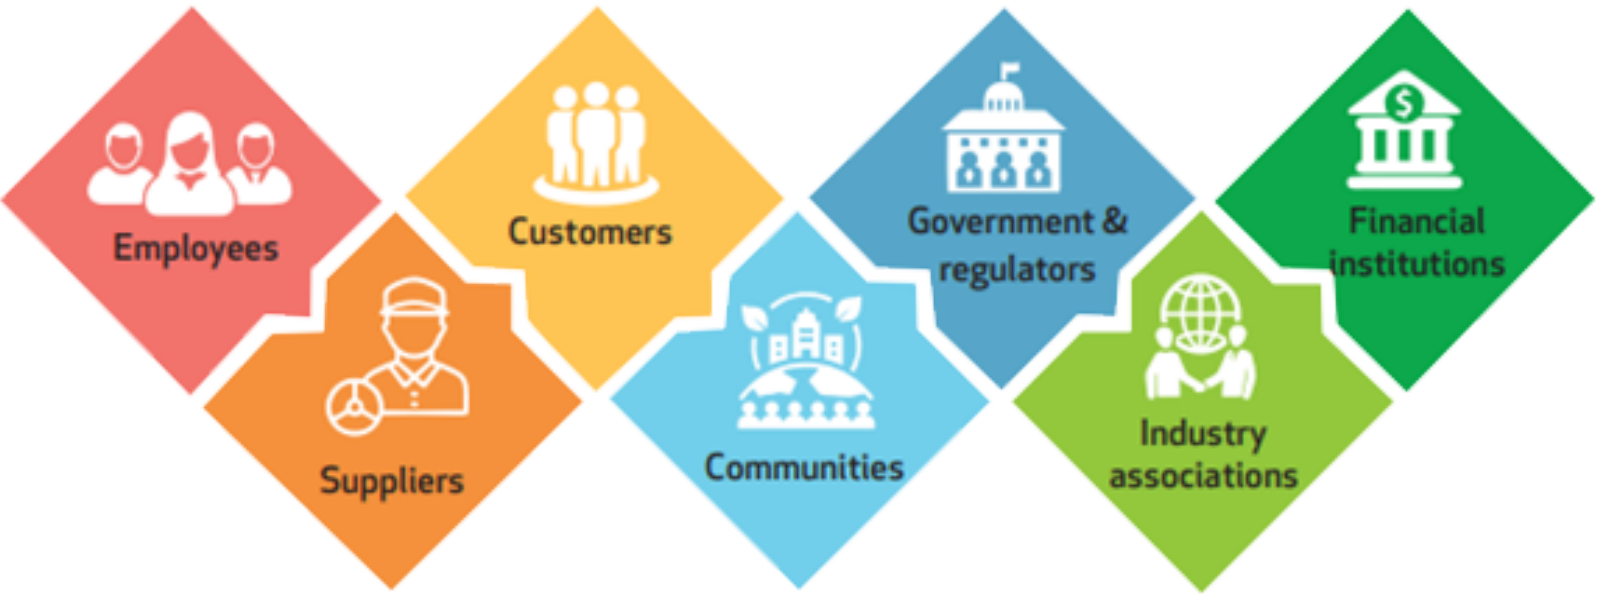 Employees
Suppliers
Customers
Communities
Government &
regulators
Industry
associations
$
Financial
institutions